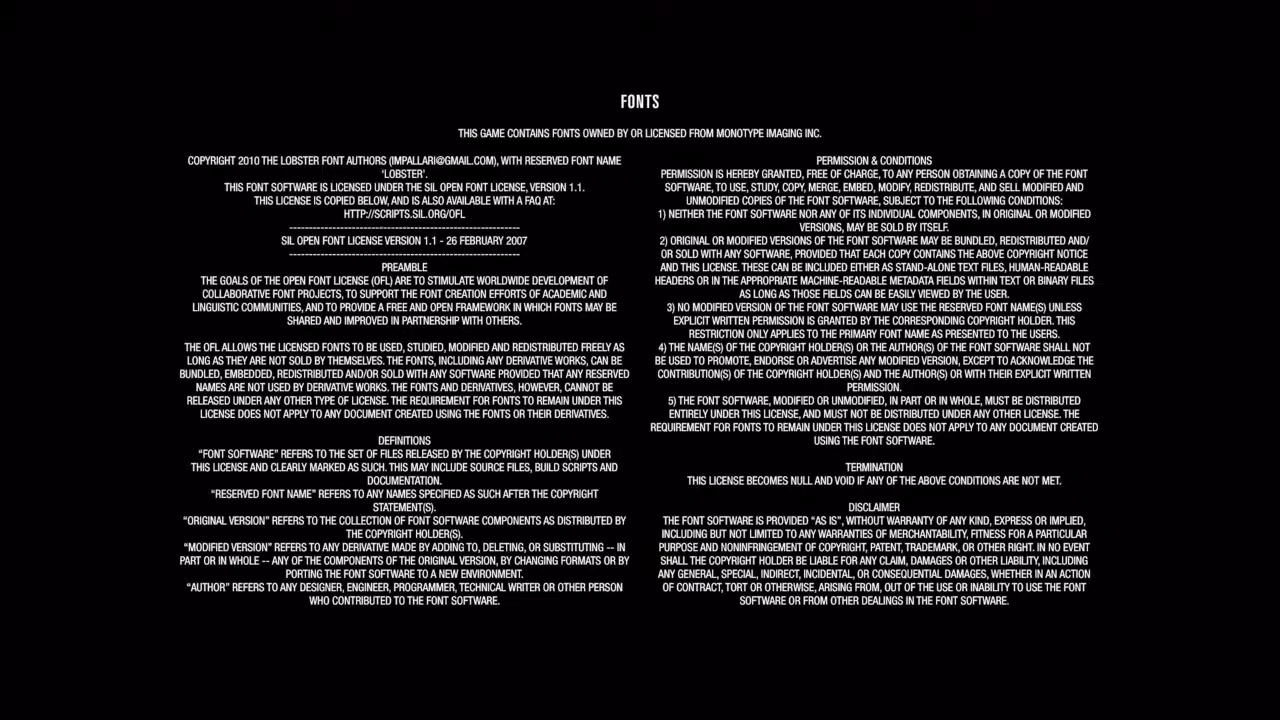 FONTS
THIS GAME CONTAINS FONTS OWNED BY OR LICENSED FROM MONOTYPE IMAGING INC.
COPYRIGHT 2010 THE LOBSTER FONT AUTHORS (IMPALLARI@GMAIL.COM), WITH RESERVED FONT NAME
‘LOBSTER’.
THIS FONT SOFTWARE IS LICENSED UNDER THE SIL OPEN FONT LICENSE, VERSION 1.1.
THIS LICENSE IS COPIED BELOW, AND IS ALSO AVAILABLE WITH A FAQ AT:
HTTP://SCRIPTS.SIL.ORG/OFL
-----------------------------------------------------------
SIL OPEN FONT LICENSE VERSION 1.1 - 26 FEBRUARY 2007
-----------------------------------------------------------
PREAMBLE
THE GOALS OF THE OPEN FONT LICENSE (OFL) ARE TO STIMULATE WORLDWIDE DEVELOPMENT OF
COLLABORATIVE FONT PROJECTS, TO SUPPORT THE FONT CREATION EFFORTS OF ACADEMIC AND
LINGUISTIC COMMUNITIES, AND TO PROVIDE A FREE AND OPEN FRAMEWORK IN WHICH FONTS MAY BE
SHARED AND IMPROVED IN PARTNERSHIP WITH OTHERS.
THE OFL ALLOWS THE LICENSED FONTS TO BE USED, STUDIED, MODIFIED AND REDISTRIBUTED FREELY AS
LONG AS THEY ARE NOT SOLD BY THEMSELVES. THE FONTS, INCLUDING ANY DERIVATIVE WORKS, CAN BE
BUNDLED, EMBEDDED, REDISTRIBUTED AND/OR SOLD WITH ANY SOFTWARE PROVIDED THAT ANY RESERVED
NAMES ARE NOT USED BY DERIVATIVE WORKS. THE FONTS AND DERIVATIVES, HOWEVER, CANNOT BE
RELEASED UNDER ANY OTHER TYPE OF LICENSE. THE REQUIREMENT FOR FONTS TO REMAIN UNDER THIS
LICENSE DOES NOT APPLY TO ANY DOCUMENT CREATED USING THE FONTS OR THEIR DERIVATIVES.
DEFINITIONS
“FONT SOFTWARE” REFERS TO THE SET OF FILES RELEASED BY THE COPYRIGHT HOLDER(S) UNDER
THIS LICENSE AND CLEARLY MARKED AS SUCH. THIS MAY INCLUDE SOURCE FILES, BUILD SCRIPTS AND
DOCUMENTATION.
“RESERVED FONT NAME” REFERS TO ANY NAMES SPECIFIED AS SUCH AFTER THE COPYRIGHT
STATEMENT(S).
“ORIGINAL VERSION” REFERS TO THE COLLECTION OF FONT SOFTWARE COMPONENTS AS DISTRIBUTED BY
THE COPYRIGHT HOLDER(S).
“MODIFIED VERSION” REFERS TO ANY DERIVATIVE MADE BY ADDING TO, DELETING, OR SUBSTITUTING -- IN
PART OR IN WHOLE -- ANY OF THE COMPONENTS OF THE ORIGINAL VERSION, BY CHANGING FORMATS OR BY
PORTING THE FONT SOFTWARE TO A NEW ENVIRONMENT.
“AUTHOR” REFERS TO ANY DESIGNER, ENGINEER, PROGRAMMER, TECHNICAL WRITER OR OTHER PERSON
WHO CONTRIBUTED TO THE FONT SOFTWARE.
PERMISSION & CONDITIONS
PERMISSION IS HEREBY GRANTED, FREE OF CHARGE, TO ANY PERSON OBTAINING A COPY OF THE FONT
SOFTWARE, TO USE, STUDY, COPY, MERGE, EMBED, MODIFY, REDISTRIBUTE, AND SELL MODIFIED AND
UNMODIFIED COPIES OF THE FONT SOFTWARE, SUBJECT TO THE FOLLOWING CONDITIONS:
1) NEITHER THE FONT SOFTWARE NOR ANY OF ITS INDIVIDUAL COMPONENTS, IN ORIGINAL OR MODIFIED
VERSIONS, MAY BE SOLD BY ITSELF.
2) ORIGINAL OR MODIFIED VERSIONS OF THE FONT SOFTWARE MAY BE BUNDLED, REDISTRIBUTED AND/
OR SOLD WITH ANY SOFTWARE, PROVIDED THAT EACH COPY CONTAINS THE ABOVE COPYRIGHT NOTICE
AND THIS LICENSE. THESE CAN BE INCLUDED EITHER AS STAND-ALONE TEXT FILES, HUMAN-READABLE
HEADERS OR IN THE APPROPRIATE MACHINE-READABLE METADATA FIELDS WITHIN TEXT OR BINARY FILES
AS LONG AS THOSE FIELDS CAN BE EASILY VIEWED BY THE USER.
3) NO MODIFIED VERSION OF THE FONT SOFTWARE MAY USE THE RESERVED FONT NAME(S) UNLESS
EXPLICIT WRITTEN PERMISSION IS GRANTED BY THE CORRESPONDING COPYRIGHT HOLDER. THIS
RESTRICTION ONLY APPLIES TO THE PRIMARY FONT NAME AS PRESENTED TO THE USERS.
4) THE NAME(S) OF THE COPYRIGHT HOLDER(S) OR THE AUTHOR(S) OF THE FONT SOFTWARE SHALL NOT
BE USED TO PROMOTE, ENDORSE OR ADVERTISE ANY MODIFIED VERSION, EXCEPT TO ACKNOWLEDGE THE
CONTRIBUTION(S) OF THE COPYRIGHT HOLDER(S) AND THE AUTHOR(S) OR WITH THEIR EXPLICIT WRITTEN
PERMISSION.
5) THE FONT SOFTWARE, MODIFIED OR UNMODIFIED, IN PART OR IN WHOLE, MUST BE DISTRIBUTED
ENTIRELY UNDER THIS LICENSE, AND MUST NOT BE DISTRIBUTED UNDER ANY OTHER LICENSE. THE
REQUIREMENT FOR FONTS TO REMAIN UNDER THIS LICENSE DOES NOT APPLY TO ANY DOCUMENT CREATED
USING THE FONT SOFTWARE.
TERMINATION
THIS LICENSE BECOMES NULL AND VOID IF ANY OF THE ABOVE CONDITIONS ARE NOT MET.
DISCLAIMER
THE FONT SOFTWARE IS PROVIDED “AS IS”, WITHOUT WARRANTY OF ANY KIND, EXPRESS OR IMPLIED,
INCLUDING BUT NOT LIMITED TO ANY WARRANTIES OF MERCHANTABILITY, FITNESS FOR A PARTICULAR
PURPOSE AND NONINFRINGEMENT OF COPYRIGHT, PATENT, TRADEMARK, OR OTHER RIGHT. IN NO EVENT
SHALL THE COPYRIGHT HOLDER BE LIABLE FOR ANY CLAIM, DAMAGES OR OTHER LIABILITY, INCLUDING
ANY GENERAL, SPECIAL, INDIRECT, INCIDENTAL, OR CONSEQUENTIAL DAMAGES, WHETHER IN AN ACTION
OF CONTRACT, TORT OR OTHERWISE, ARISING FROM, OUT OF THE USE OR INABILITY TO USE THE FONT
SOFTWARE OR FROM OTHER DEALINGS IN THE FONT SOFTWARE.